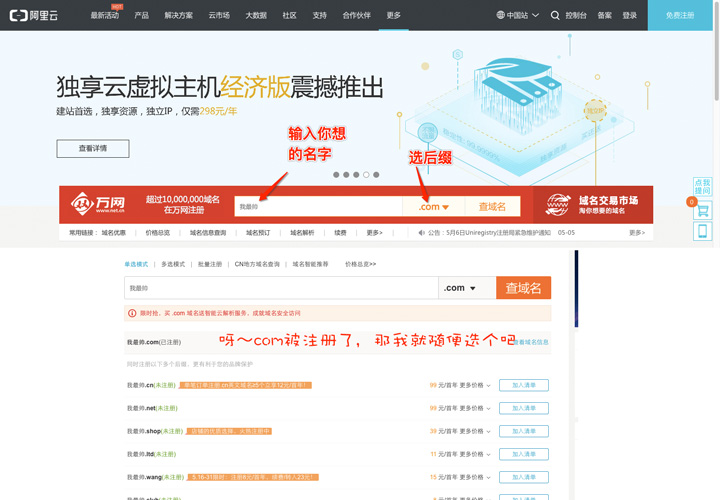 阿里云
最新活动 HOT 产品 解决方案 云市场 大数据 社区 支持 合作伙伴 更多 中国站 控制台 备案 登录 免费注册
独享云虚拟主机经济版震撼推出
建站首选，独享资源，独立IP，仅需298元/年
查看详情
输入你想
的名字
选后缀
万网
www.net.cn
超过10,000,000域名
在万网注册
我最帅 .com 查域名
域名交易市场
淘你想要的域名
点我
提问
0
常用链接： 域名优惠 价格总览 域名信息查询 域名预订 域名解析 续费 更多> 公告：5月6日Uniregistry注册局紧急维护通知 05-05 更多>
单选模式 多选模式 批量注册 CN地方域名查询 域名智能推荐 价格总览>>
我最帅 .com 查域名
限时抢，买 .com 域名送智能云解析服务，成就域名安全访问
我最帅.com(已注册) 呀～com被注册了，那我就随便选个吧 查看域名信息
同时注册以下多个后缀，更有利于您的品牌保护
我最帅.cn(未注册) 99 元/首年 更多价格 加入清单
我最帅.net(未注册) 99 元/首年 更多价格 加入清单
我最帅.shop(未注册) 39 元/首年 更多价格 加入清单
我最帅.ltd(未注册) 11 元/首年 更多价格 加入清单
我最帅.wang(未注册) 15 元/首年 更多价格 加入清单